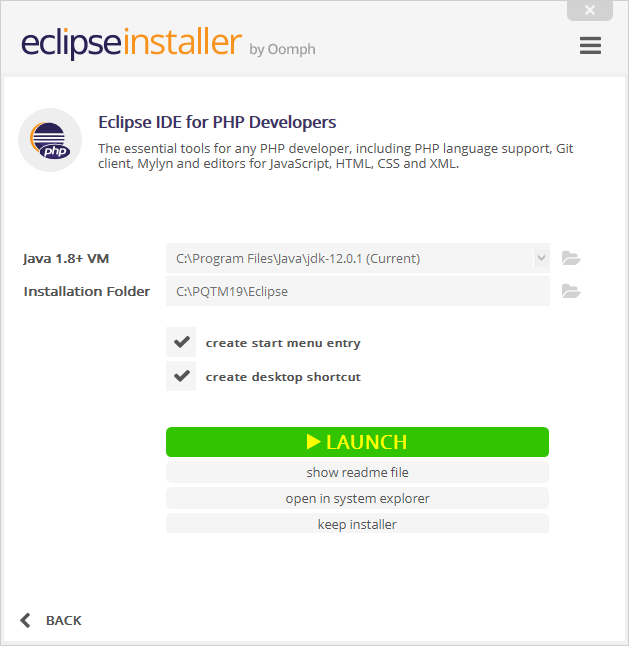 eclipseinstaller by Oomph
php
Eclipse IDE for PHP Developers
The essential tools for any PHP developer, including PHP language support, Git
client, Mylyn and editors for JavaScript, HTML, CSS and XML.
Java 1.8+ VM C:\Program Files\Java\jdk-12.0.1 (Current)
Installation Folder C:\PQTM19\Eclipse
create start menu entry
create desktop shortcut
LAUNCH
show readme file
open in system explorer
keep installer
BACK